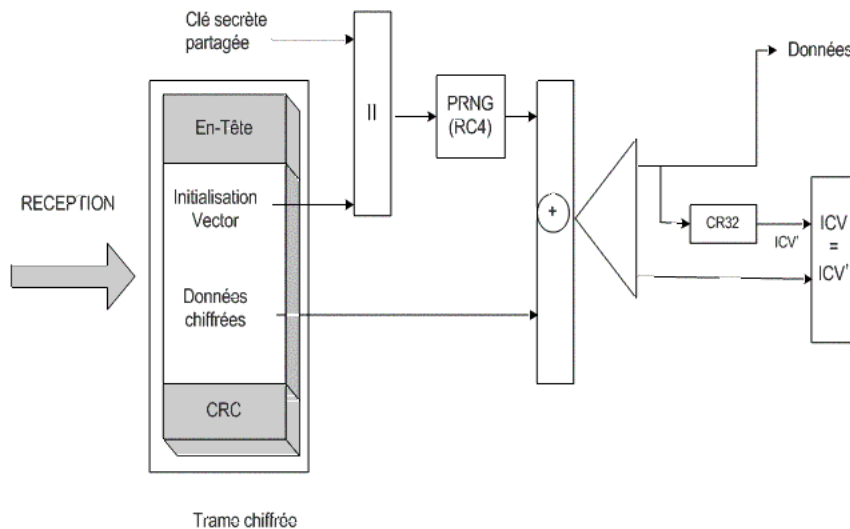 Clé secrète
partagée
Données
PRNG
(RC4)
||
En-Tête
RECEPTION
Initialisation
Vector
+
CR32
ICV'
ICV
=
ICV'
Données
chiffrées
CRC
Trame chiffrée